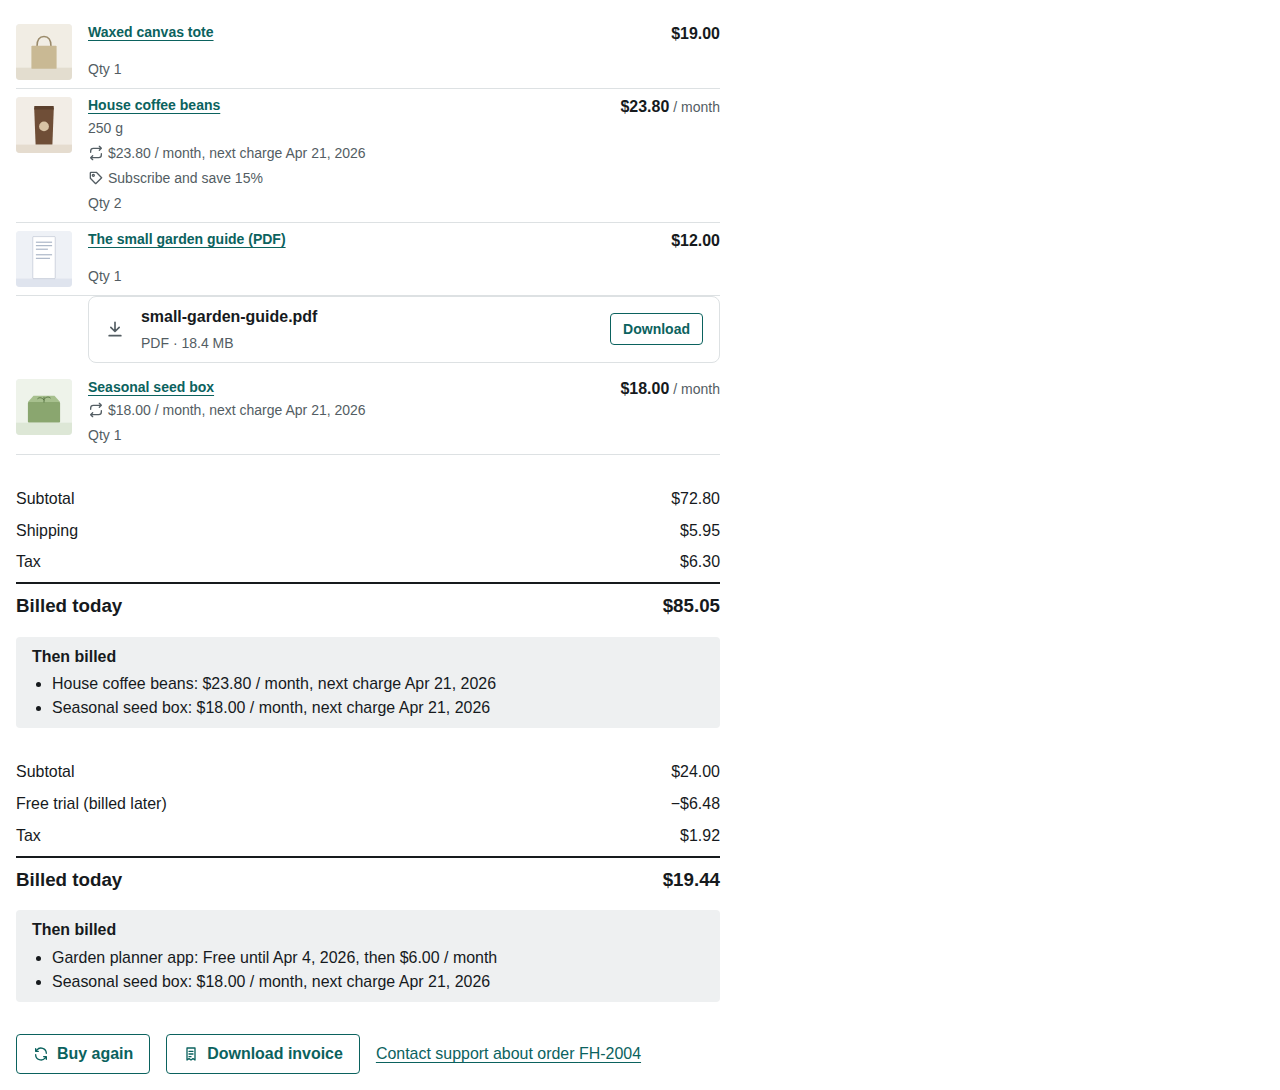 Waxed canvas tote
$19.00
Qty 1
House coffee beans
$23.80 / month
250 g
$23.80 / month, next charge Apr 21, 2026
Subscribe and save 15%
Qty 2
The small garden guide (PDF)
$12.00
Qty 1
small-garden-guide.pdf
PDF · 18.4 MB
Download
Seasonal seed box
$18.00 / month
$18.00 / month, next charge Apr 21, 2026
Qty 1
Subtotal $72.80
Shipping $5.95
Tax $6.30
Billed today $85.05
Then billed
• House coffee beans: $23.80 / month, next charge Apr 21, 2026
• Seasonal seed box: $18.00 / month, next charge Apr 21, 2026
Subtotal $24.00
Free trial (billed later) −$6.48
Tax $1.92
Billed today $19.44
Then billed
• Garden planner app: Free until Apr 4, 2026, then $6.00 / month
• Seasonal seed box: $18.00 / month, next charge Apr 21, 2026
Buy again Download invoice Contact support about order FH-2004